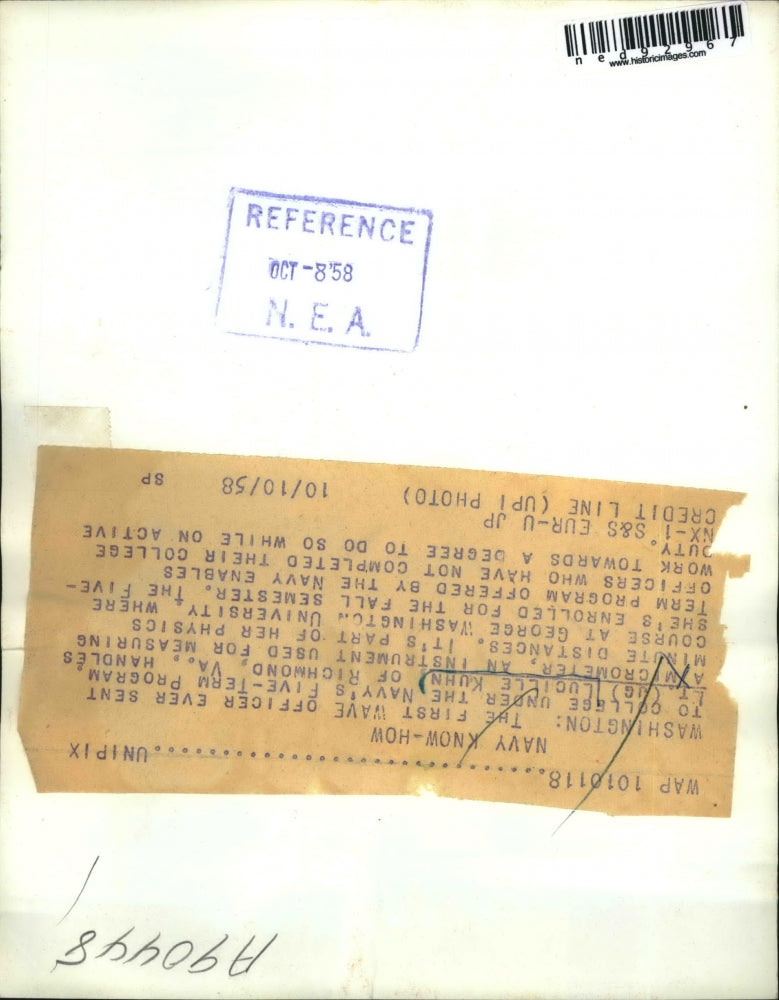 ned92967
www.historicimages.com
REFERENCE
OCT -8'58
N. E. A.
WAP 1010118..............................UNIPIX
NAVY KNOW-HOW
WASHINGTON: THE FIRST WAVE OFFICER EVER SENT
TO COLLEGE UNDER THE NAVY'S FIVE-TERM PROGRAM,
LT. (JG) LUCILLE KUHN OF RICHMOND, VA., HANDLES
A MICROMETER, AN INSTRUMENT USED FOR MEASURING
MINUTE DISTANCES. IT'S PART OF HER PHYSICS
COURSE AT GEORGE WASHINGTON UNIVERSITY WHERE
SHE'S ENROLLED FOR THE FALL SEMESTER. THE FIVE-
TERM PROGRAM OFFERED BY THE NAVY ENABLES
OFFICERS WHO HAVE NOT COMPLETED THEIR COLLEGE
WORK TOWARDS A DEGREE TO DO SO WHILE ON ACTIVE
DUTY.
NX-1 S&S EUR-U JP
CREDIT LINE (UPI PHOTO) 10/10/58 SP
A90448